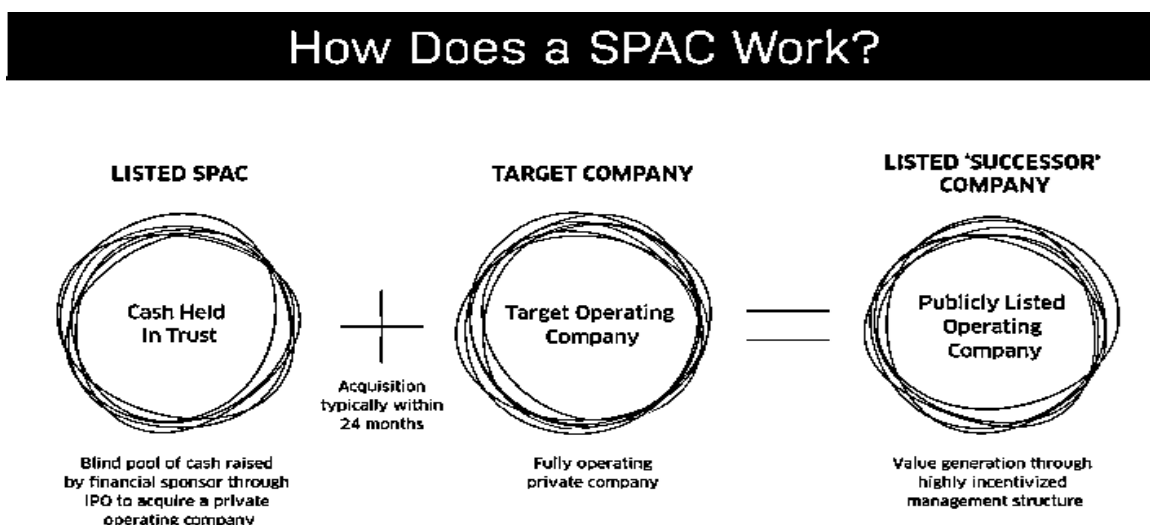 How Does a SPAC Work?
LISTED SPAC
Cash Held
In Trust
Blind pool of cash raised
by financial sponsor through
IPO to acquire a private
operating company
Acquisition
typically within
24 months
TARGET COMPANY
Target Operating
Company
Fully operating
private company
LISTED 'SUCCESSOR'
COMPANY
Publicly Listed
Operating
Company
Value generation through
highly incentivized
management structure